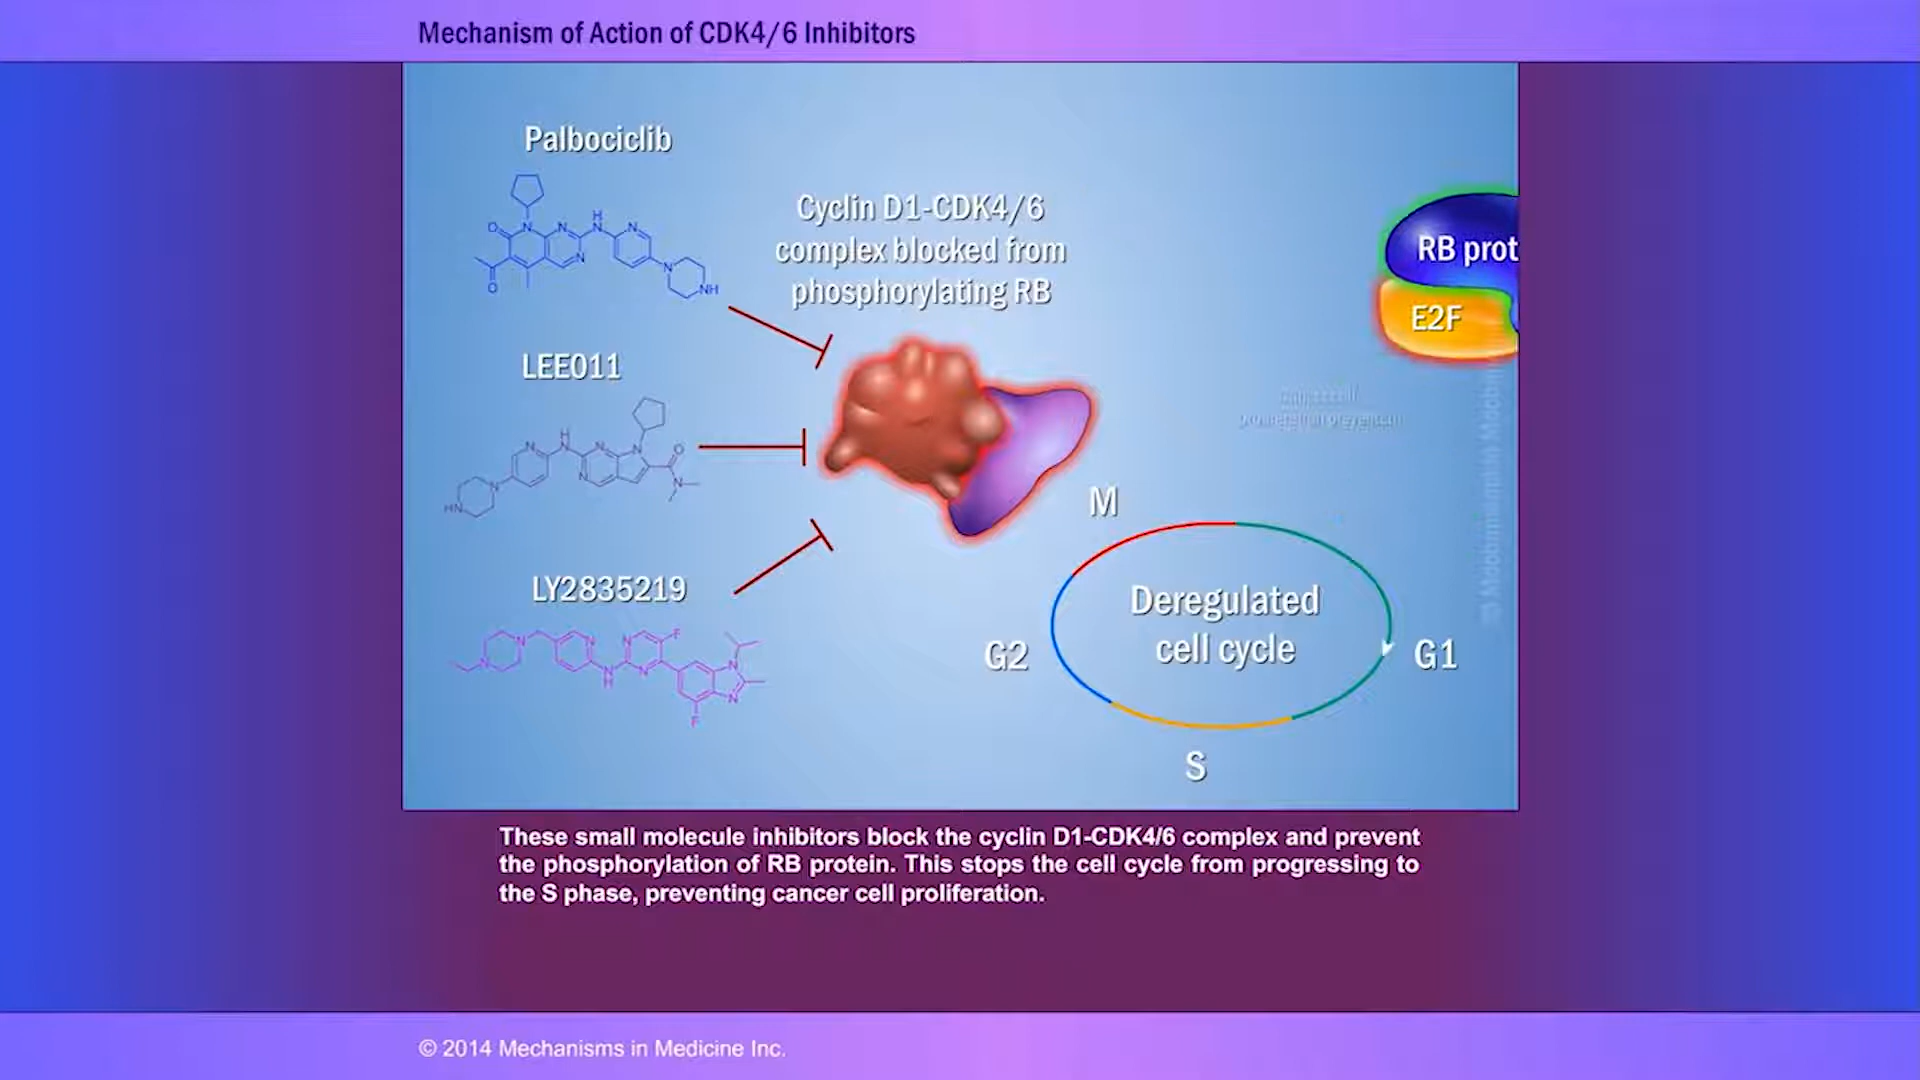 Mechanism of Action of CDK4/6 Inhibitors
Palbociclib
Cyclin D1-CDK4/6
complex blocked from
phosphorylating RB
RB prot
E2F
LEE011
LY2835219
M
Deregulated
cell cycle
G2
G1
S
N
N
H
N
N
O
N
N
NH
O
H
N
N
N
N
N
O
N
N
HN
N
F
N
N
N
N
N
H
N
N
F
These small molecule inhibitors block the cyclin D1-CDK4/6 complex and prevent
the phosphorylation of RB protein. This stops the cell cycle from progressing to
the S phase, preventing cancer cell proliferation.
© 2014 Mechanisms in Medicine Inc.